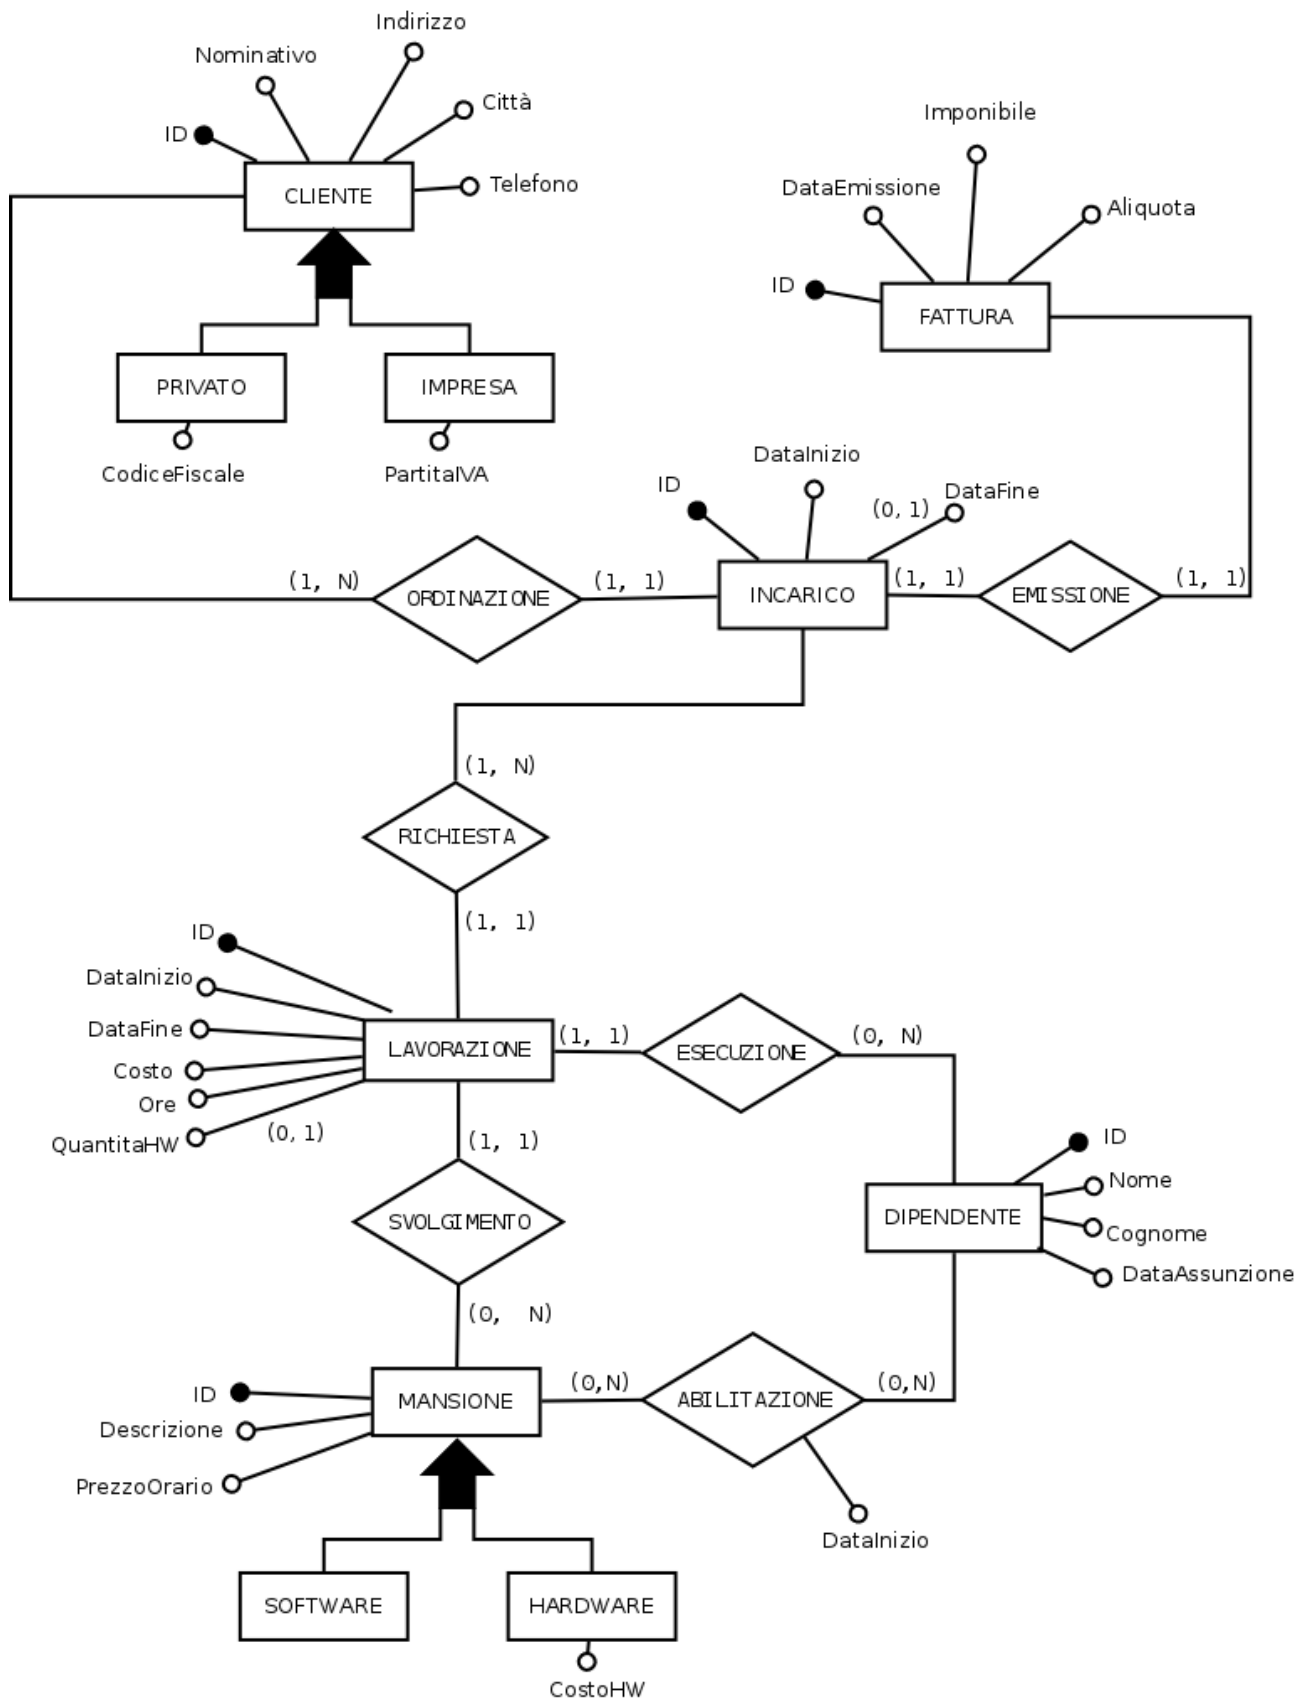 Indirizzo
Nominativo
Città
ID
CLIENTE
Telefono
PRIVATO
IMPRESA
CodiceFiscale
PartitaIVA
Imponibile
DataEmissione
Aliquota
ID
FATTURA
DataInizio
ID
DataFine
(0, 1)
(1, N)
ORDINAZIONE
(1, 1)
INCARICO
(1, 1)
EMISSIONE
(1, 1)
(1, N)
RICHIESTA
(1, 1)
ID
DataInizio
DataFine
Costo
Ore
QuantitaHW
(0, 1)
LAVORAZIONE
(1, 1)
ESECUZIONE
(0, N)
(1, 1)
SVOLGIMENTO
(0, N)
ID
Nome
DIPENDENTE
Cognome
DataAssunzione
ID
Descrizione
PrezzoOrario
MANSIONE
(0,N)
ABILITAZIONE
(0,N)
DataInizio
SOFTWARE
HARDWARE
CostoHW